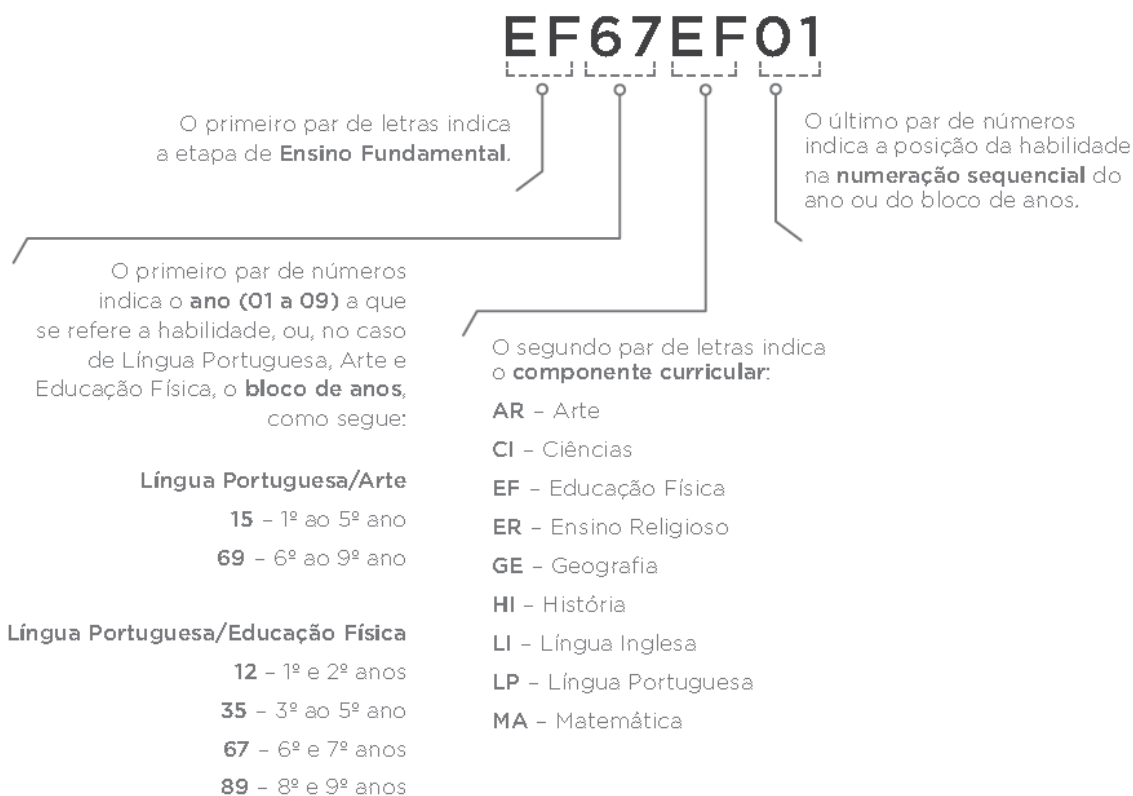 EF67EF01
O primeiro par de letras indica
a etapa de Ensino Fundamental.
O último par de números
indica a posição da habilidade
na numeração sequencial do
ano ou do bloco de anos.
O primeiro par de números
indica o ano (01 a 09) a que
se refere a habilidade, ou, no caso
de Língua Portuguesa, Arte e
Educação Física, o bloco de anos,
como segue:
Língua Portuguesa/Arte
15 – 1º ao 5º ano
69 – 6º ao 9º ano
Língua Portuguesa/Educação Física
12 – 1º e 2º anos
35 – 3º ao 5º ano
67 – 6º e 7º anos
89 – 8º e 9º anos
O segundo par de letras indica
o componente curricular:
AR – Arte
CI – Ciências
EF – Educação Física
ER – Ensino Religioso
GE – Geografia
HI – História
LI – Língua Inglesa
LP – Língua Portuguesa
MA – Matemática